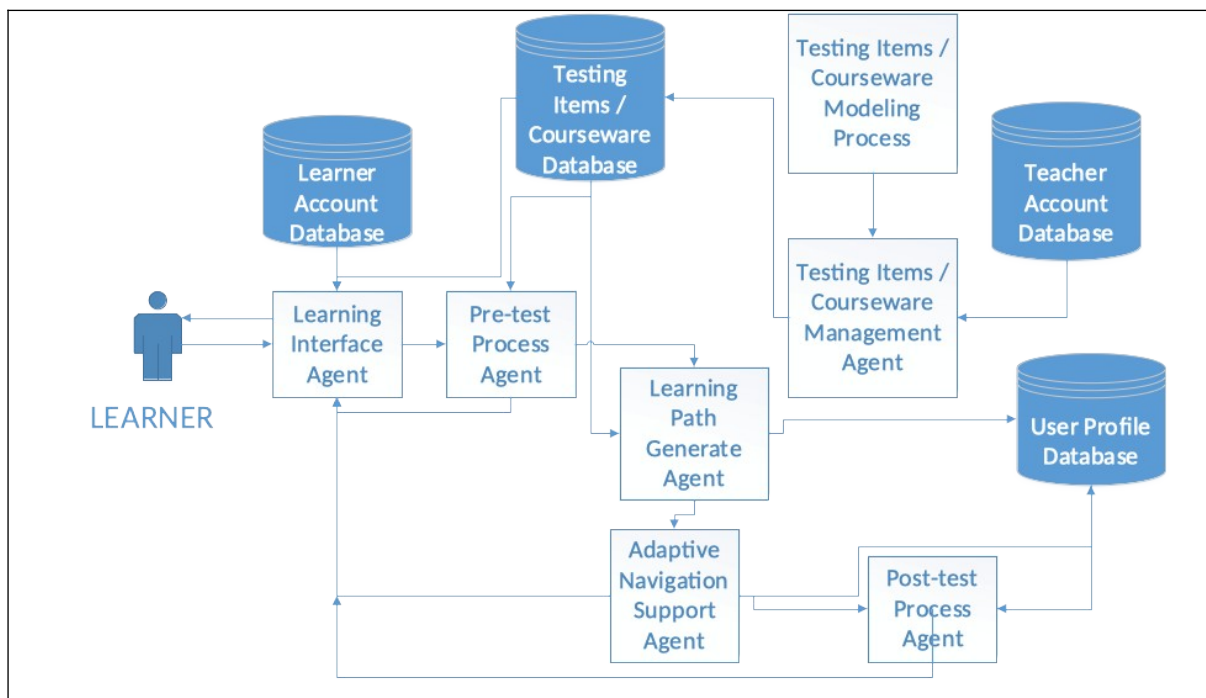 Testing
Items /
Courseware
Database
Testing Items /
Courseware
Modeling
Process
Learner
Account
Database
Teacher
Account
Database
LEARNER
Learning
Interface
Agent
Pre-test
Process
Agent
Testing Items /
Courseware
Management
Agent
Learning
Path
Generate
Agent
User Profile
Database
Adaptive
Navigation
Support
Agent
Post-test
Process
Agent